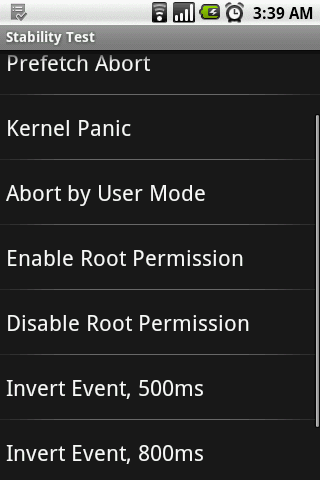 3:39 AM
Stability Test
Prefetch Abort
Kernel Panic
Abort by User Mode
Enable Root Permission
Disable Root Permission
Invert Event, 500ms
Invert Event, 800ms